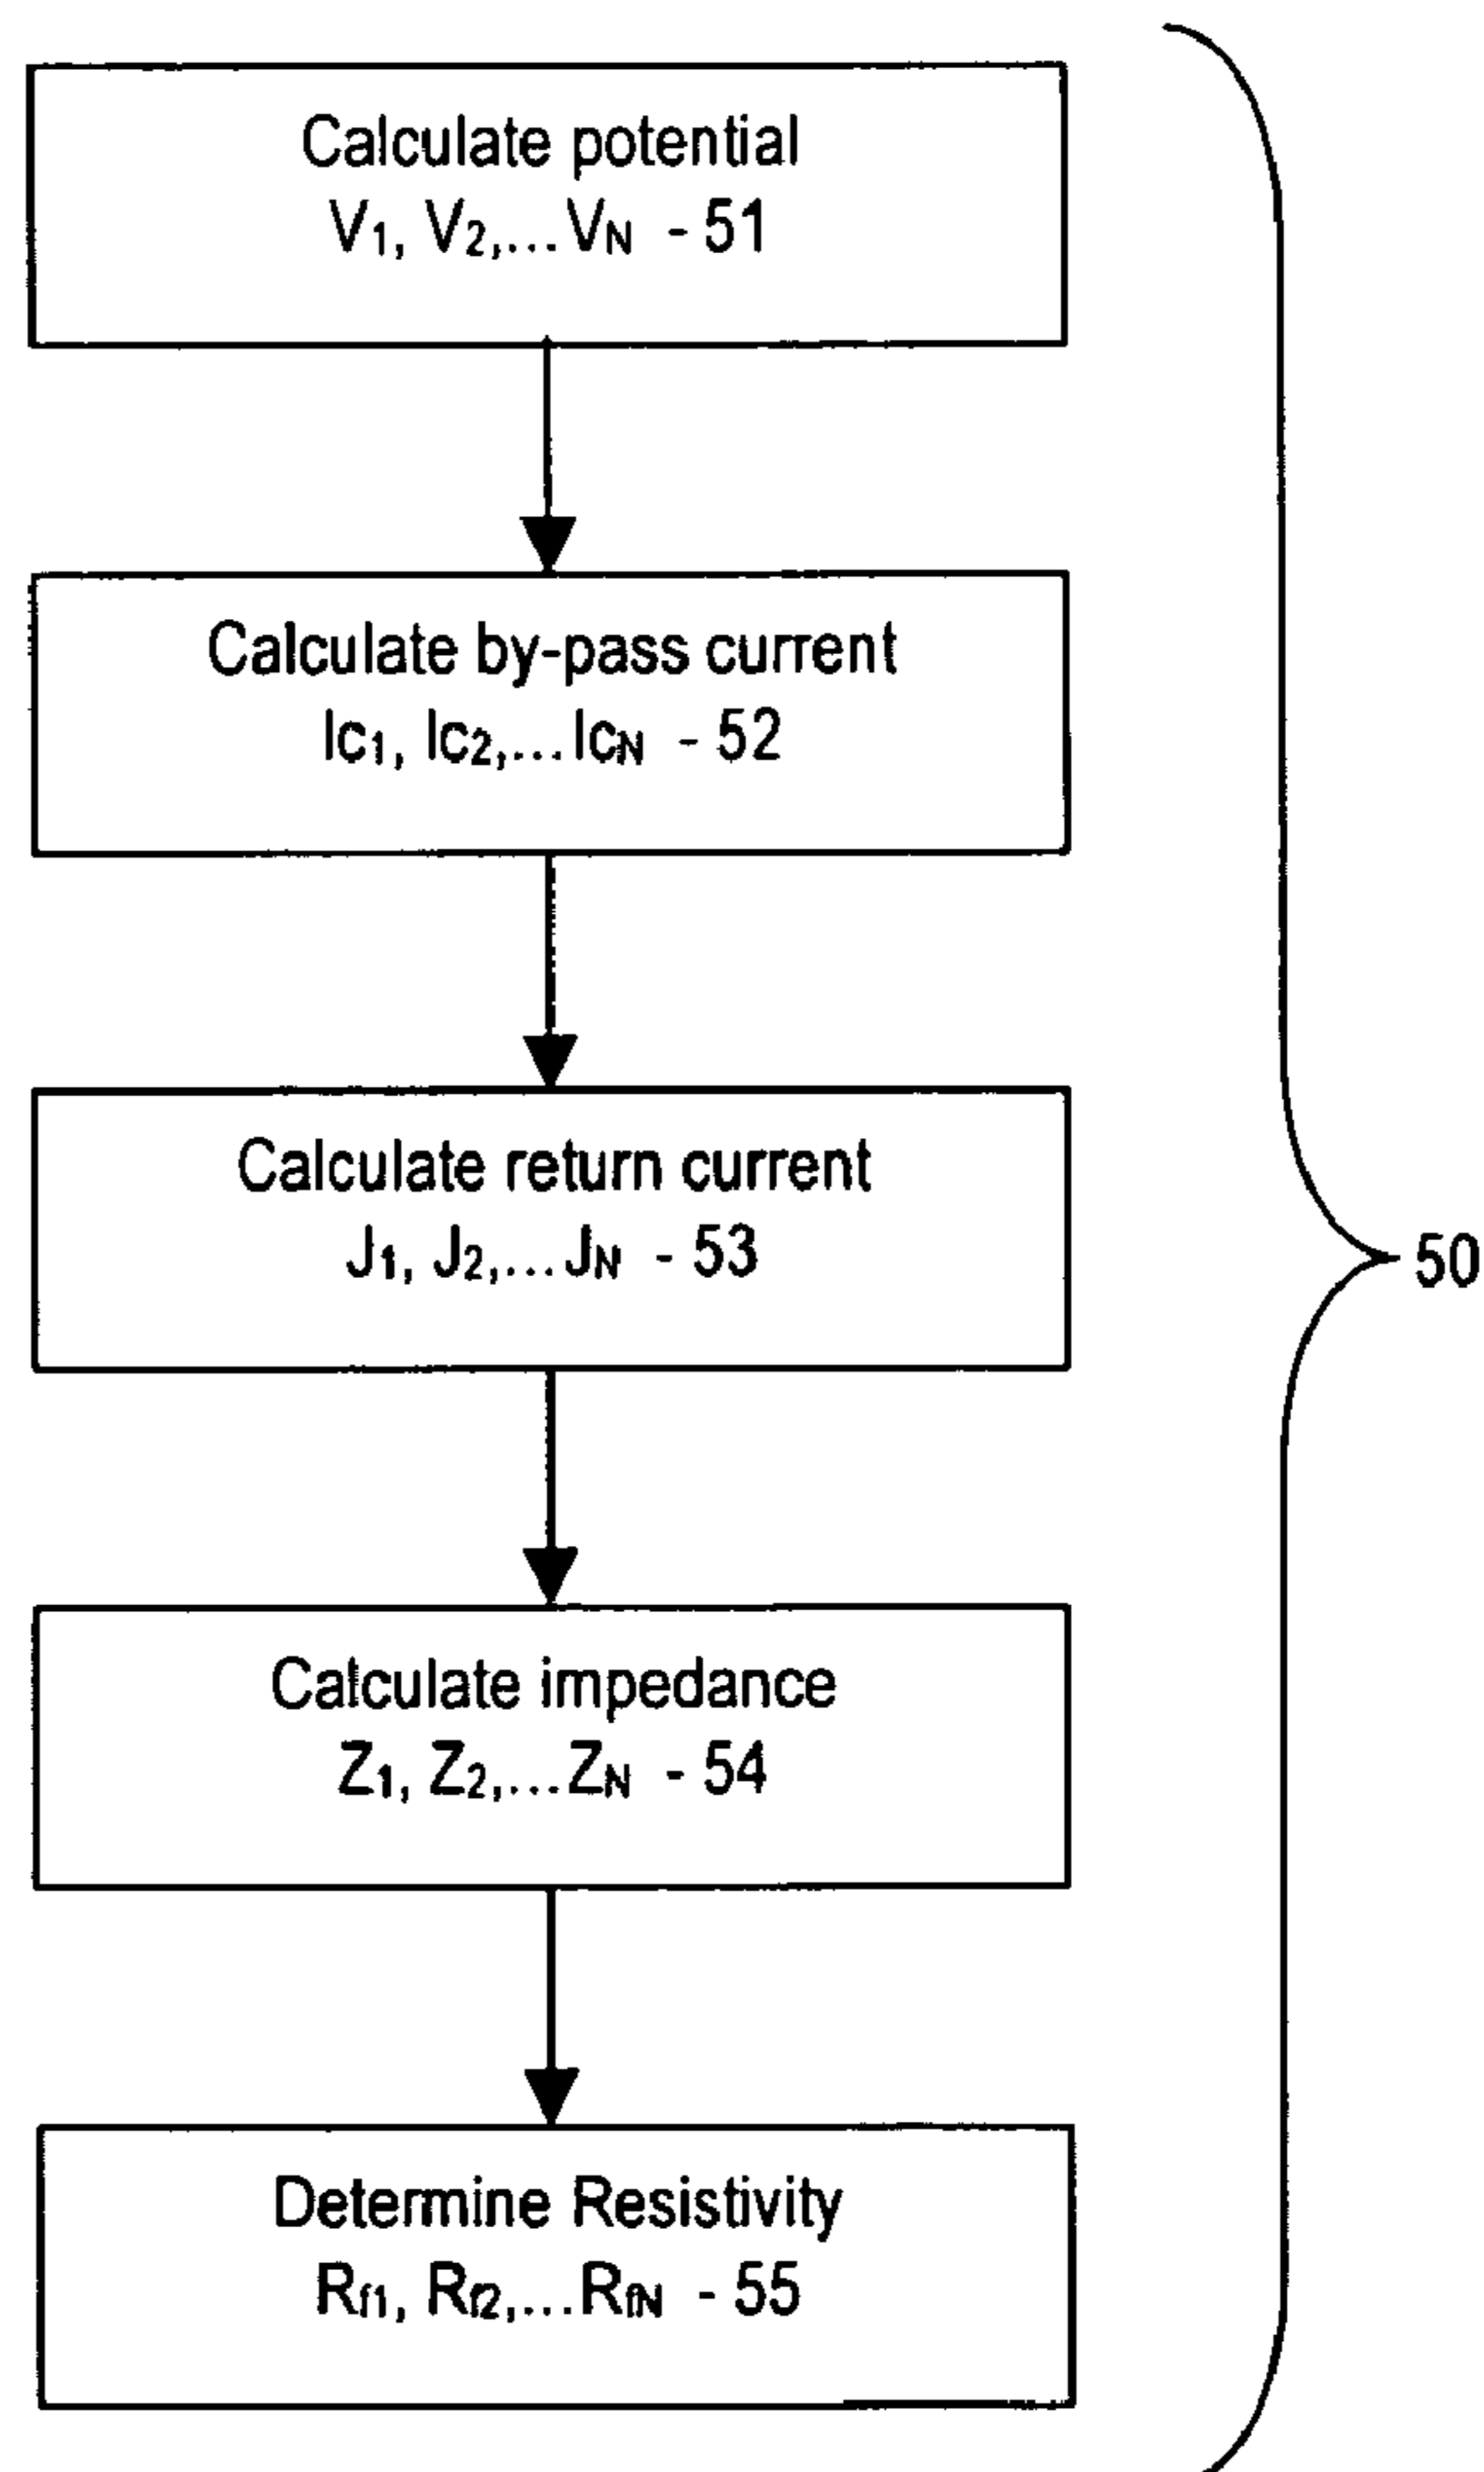 Calculate potential
V1, V2,...VN - 51
Calculate by-pass current
Ic1, Ic2,...IcN - 52
Calculate return current
J1, J2,...JN - 53
50
Calculate impedance
Z1, Z2,...ZN - 54
Determine Resistivity
Rf1, Rf2,...RfN - 55